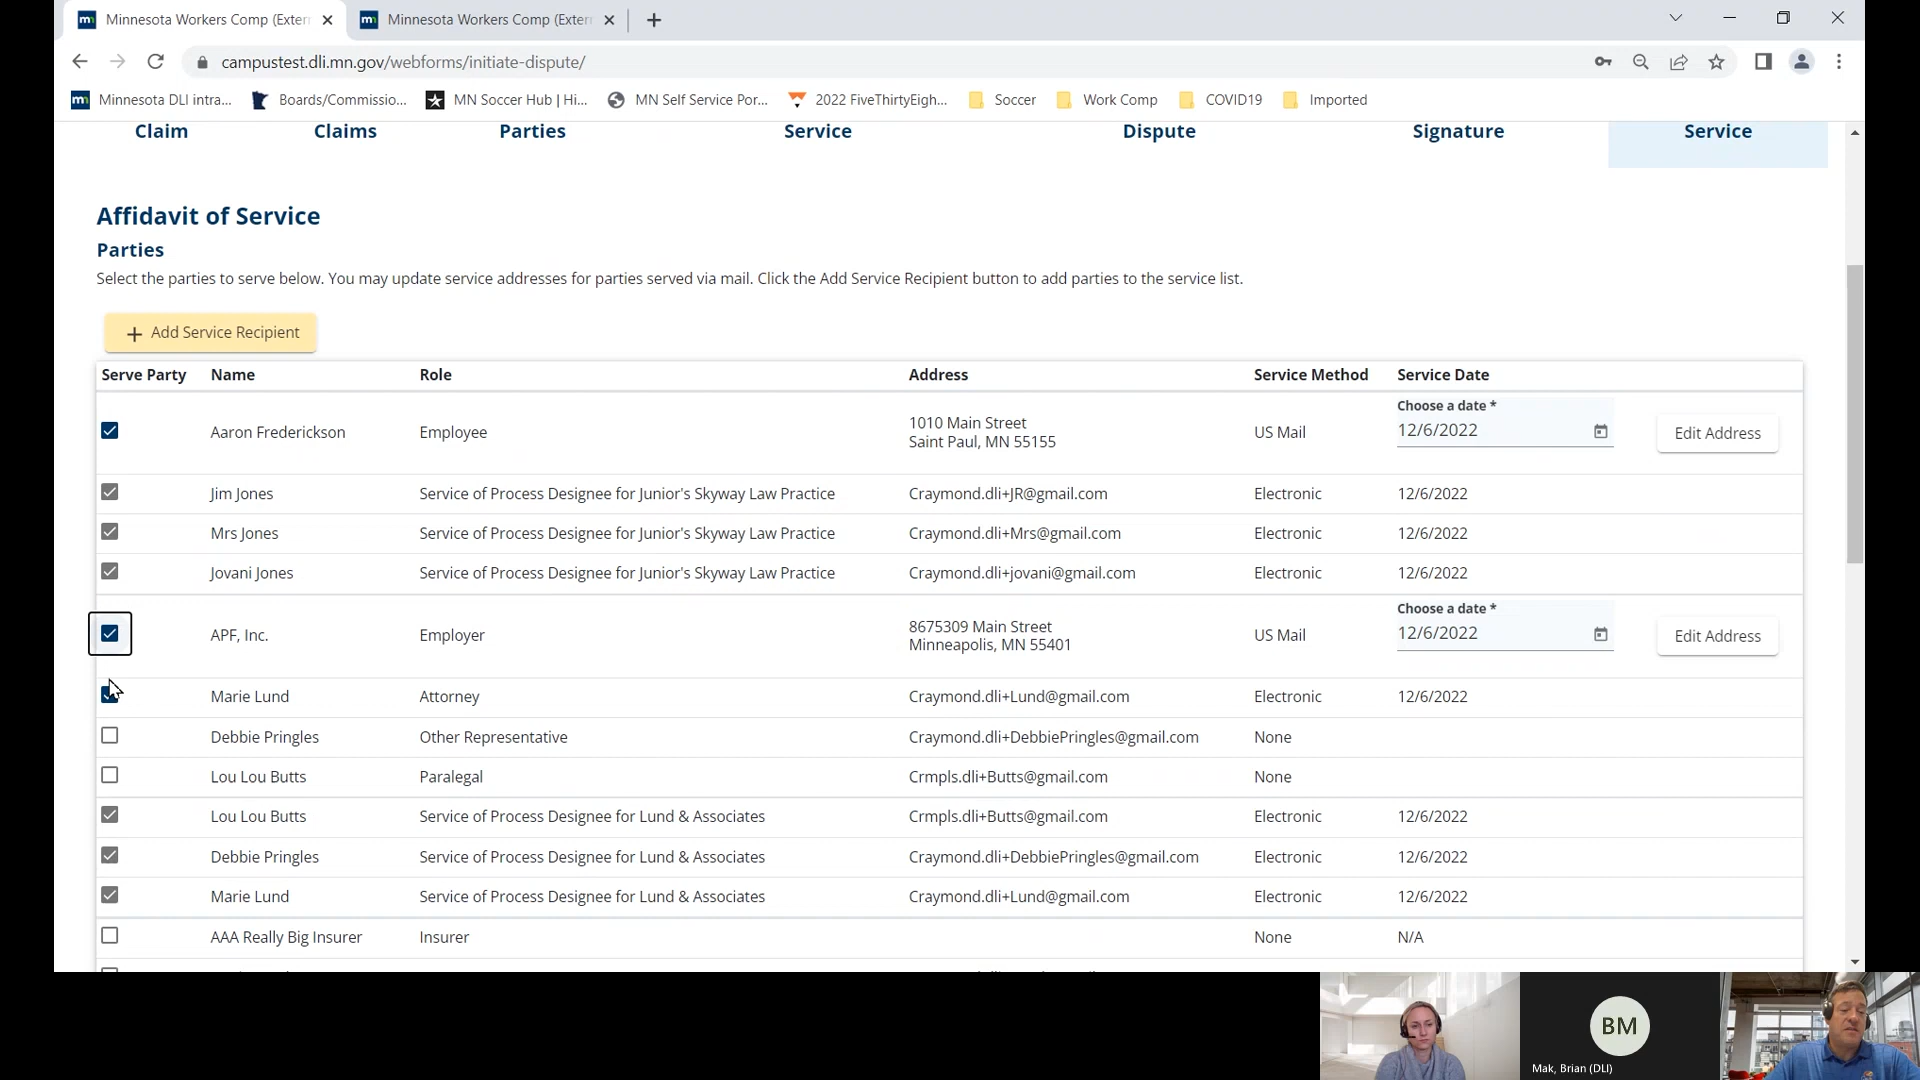 Minnesota Workers Comp (Exter
Minnesota Workers Comp (Exter
campustest.dli.mn.gov/webforms/initiate-dispute/
Minnesota DLI intra...
Boards/Commissio...
MN Soccer Hub | Hi...
MN Self Service Por...
2022 FiveThirtyEigh...
Soccer
Work Comp
COVID19
Imported
Claim Claims Parties Service Dispute Signature Service
Affidavit of Service
Parties
Select the parties to serve below. You may update service addresses for parties served via mail. Click the Add Service Recipient button to add parties to the service list.
+ Add Service Recipient
Serve Party Name Role Address Service Method Service Date
Choose a date *
Aaron Frederickson Employee 1010 Main Street US Mail 12/6/2022 Edit Address
Saint Paul, MN 55155
Jim Jones Service of Process Designee for Junior's Skyway Law Practice Craymond.dli+JR@gmail.com Electronic 12/6/2022
Mrs Jones Service of Process Designee for Junior's Skyway Law Practice Craymond.dli+Mrs@gmail.com Electronic 12/6/2022
Jovani Jones Service of Process Designee for Junior's Skyway Law Practice Craymond.dli+jovani@gmail.com Electronic 12/6/2022
Choose a date *
APF, Inc. Employer 8675309 Main Street US Mail 12/6/2022 Edit Address
Minneapolis, MN 55401
Marie Lund Attorney Craymond.dli+Lund@gmail.com Electronic 12/6/2022
Debbie Pringles Other Representative Craymond.dli+DebbiePringles@gmail.com None
Lou Lou Butts Paralegal Crmpls.dli+Butts@gmail.com None
Lou Lou Butts Service of Process Designee for Lund & Associates Crmpls.dli+Butts@gmail.com Electronic 12/6/2022
Debbie Pringles Service of Process Designee for Lund & Associates Craymond.dli+DebbiePringles@gmail.com Electronic 12/6/2022
Marie Lund Service of Process Designee for Lund & Associates Craymond.dli+Lund@gmail.com Electronic 12/6/2022
AAA Really Big Insurer Insurer None N/A
BM
Mak, Brian (DLI)